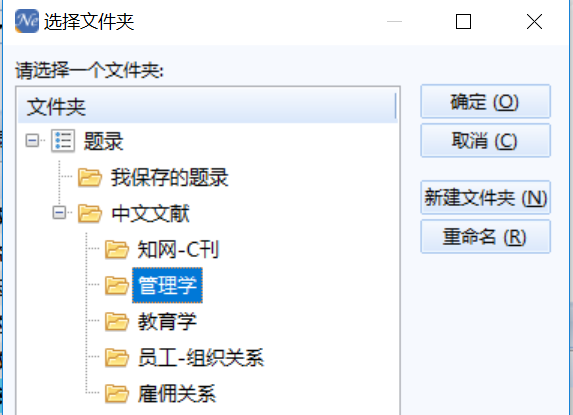 Ne 选择文件夹
请选择一个文件夹:
文件夹
确定 (O)
题录
取消 (C)
我保存的题录
新建文件夹 (N)
中文文献
重命名 (R)
知网-C刊
管理学
教育学
员工-组织关系
雇佣关系